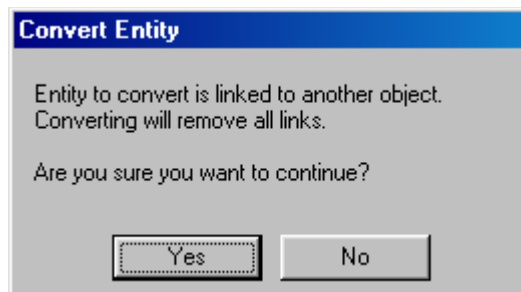 Convert Entity
Entity to convert is linked to another object.
Converting will remove all links.
Are you sure you want to continue?
Yes
No